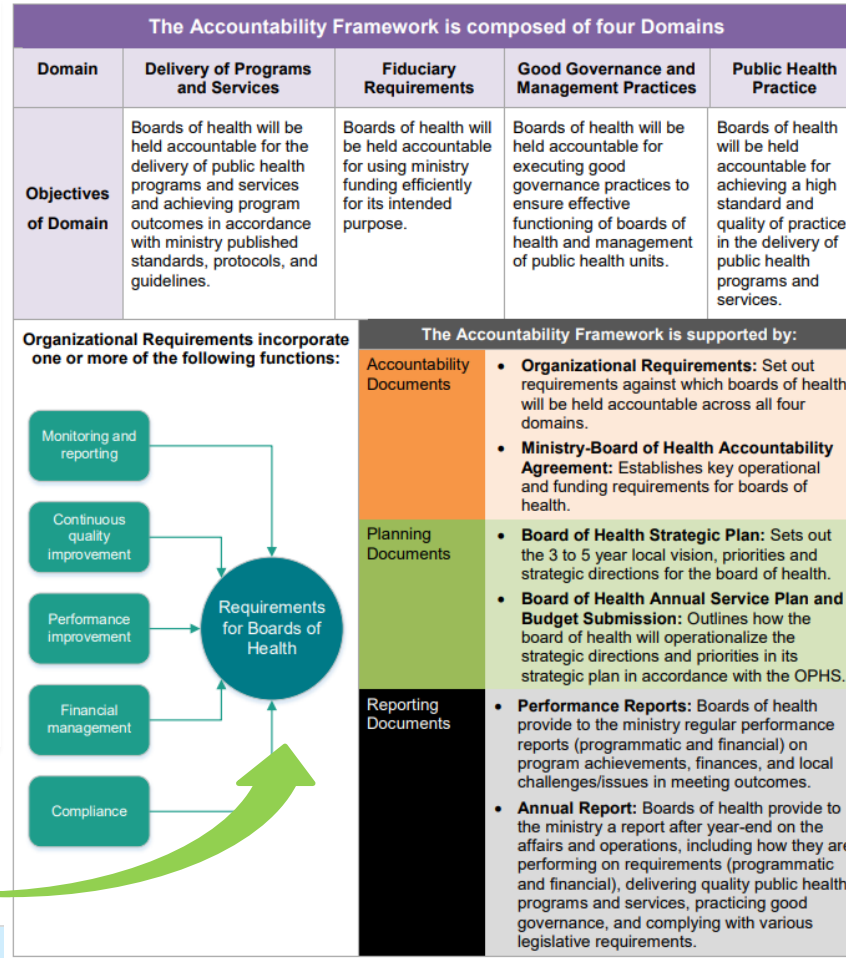 The Accountability Framework is composed of four Domains
Domain
Delivery of Programs
and Services
Fiduciary
Requirements
Good Governance and
Management Practices
Public Health
Practice
Objectives
of Domain
Boards of health will be
held accountable for the
delivery of public health
programs and services
and achieving program
outcomes in accordance
with ministry published
standards, protocols, and
guidelines.
Boards of health will
be held accountable
for using ministry
funding efficiently
for its intended
purpose.
Boards of health will be
held accountable for
executing good
governance practices to
ensure effective
functioning of boards of
health and management
of public health units.
Boards of health
will be held
accountable for
achieving a high
standard and
quality of practice
in the delivery of
public health
programs and
services.
Organizational Requirements incorporate
one or more of the following functions:
Monitoring and
reporting
Continuous
quality
improvement
Performance
improvement
Financial
management
Compliance
Requirements
for Boards of
Health
The Accountability Framework is supported by:
Accountability
Documents
• Organizational Requirements: Set out
requirements against which boards of health
will be held accountable across all four
domains.
• Ministry-Board of Health Accountability
Agreement: Establishes key operational
and funding requirements for boards of
health.
Planning
Documents
• Board of Health Strategic Plan: Sets out
the 3 to 5 year local vision, priorities and
strategic directions for the board of health.
• Board of Health Annual Service Plan and
Budget Submission: Outlines how the
board of health will operationalize the
strategic directions and priorities in its
strategic plan in accordance with the OPHS.
Reporting
Documents
• Performance Reports: Boards of health
provide to the ministry regular performance
reports (programmatic and financial) on
program achievements, finances, and local
challenges/issues in meeting outcomes.
• Annual Report: Boards of health provide to
the ministry a report after year-end on the
affairs and operations, including how they are
performing on requirements (programmatic
and financial), delivering quality public health
programs and services, practicing good
governance, and complying with various
legislative requirements.